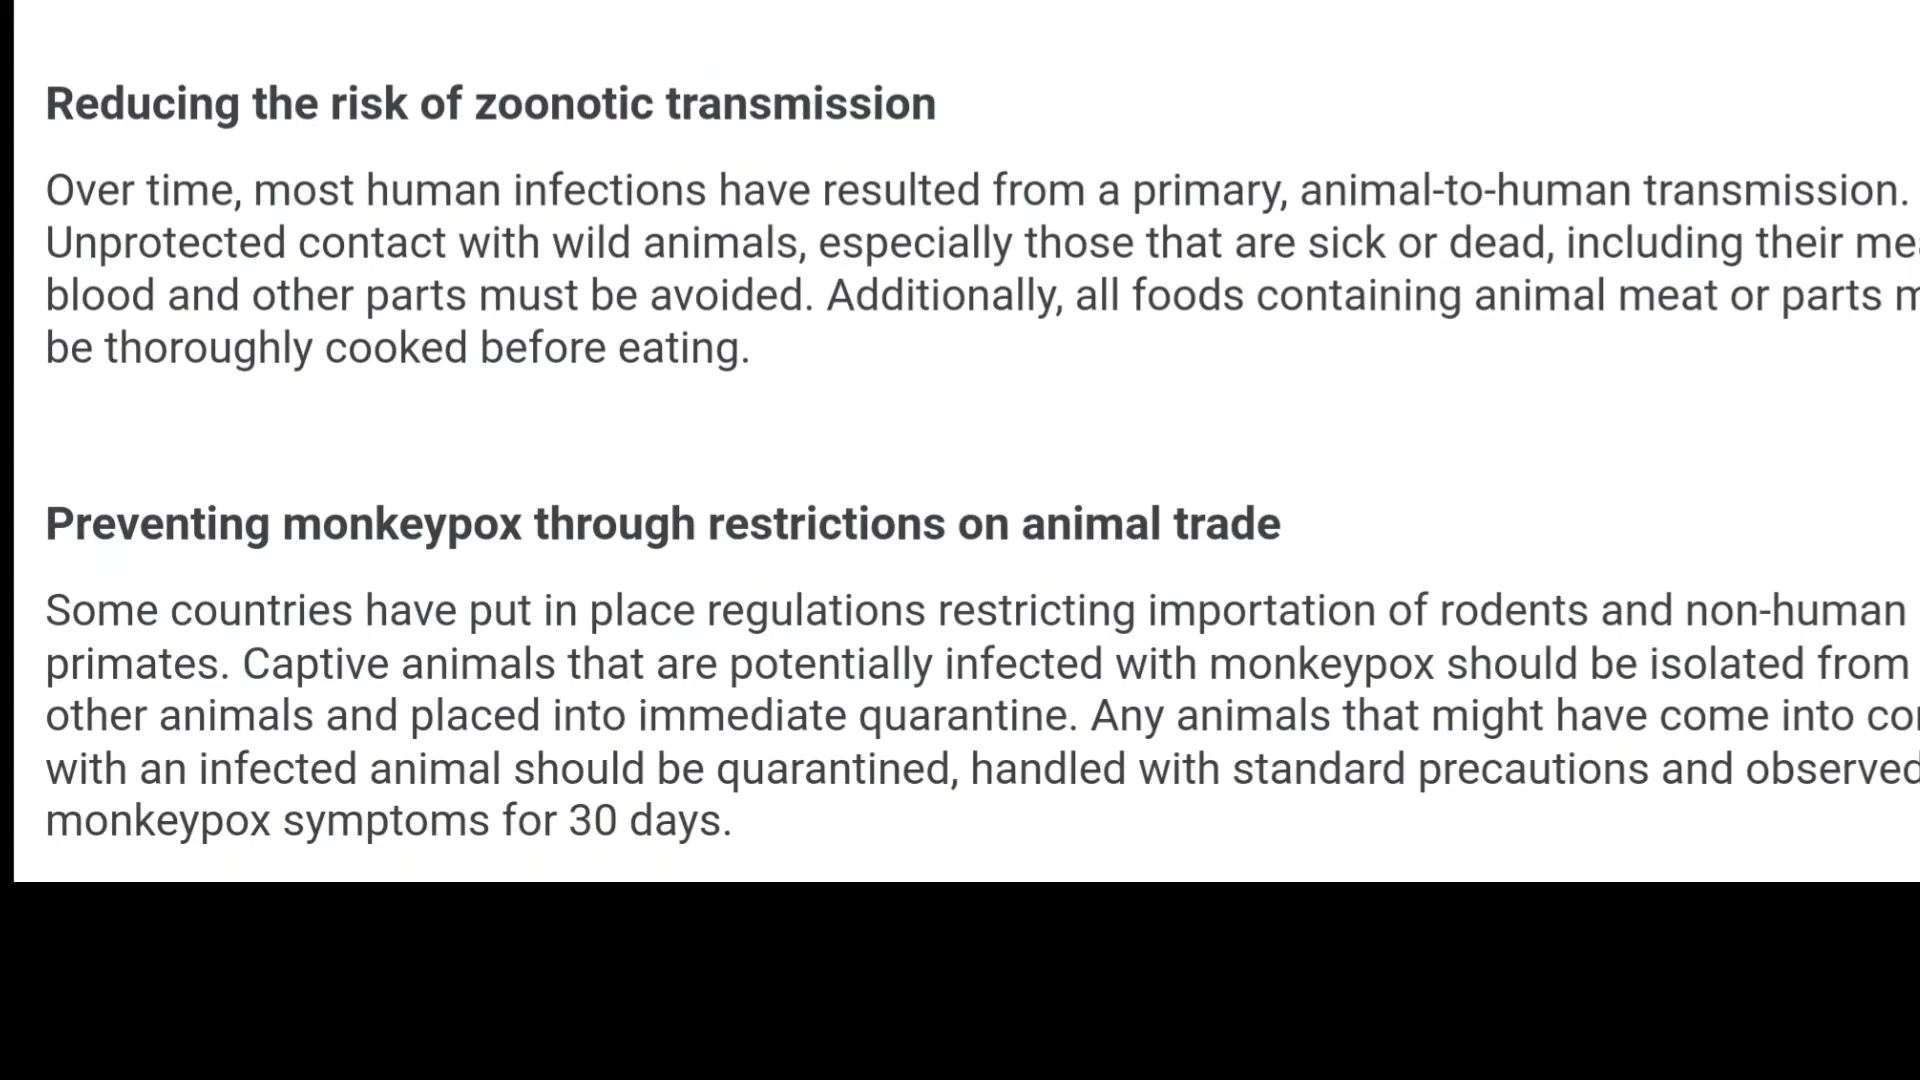 Reducing the risk of zoonotic transmission
Over time, most human infections have resulted from a primary, animal-to-human transmission.
Unprotected contact with wild animals, especially those that are sick or dead, including their
blood and other parts must be avoided. Additionally, all foods containing animal meat or parts
be thoroughly cooked before eating.
Preventing monkeypox through restrictions on animal trade
Some countries have put in place regulations restricting importation of rodents and non-human
primates. Captive animals that are potentially infected with monkeypox should be isolated from
other animals and placed into immediate quarantine. Any animals that might have come into
with an infected animal should be quarantined, handled with standard precautions and observed
monkeypox symptoms for 30 days.